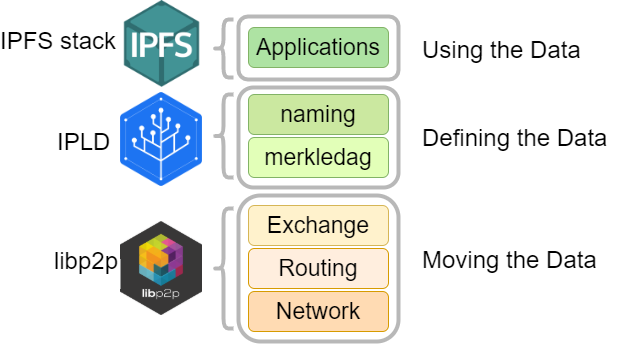 IPFS stack
IPFS
Applications
Using the Data
IPLD
naming
merkledag
Defining the Data
libp2p
libp2p
Exchange
Routing
Network
Moving the Data